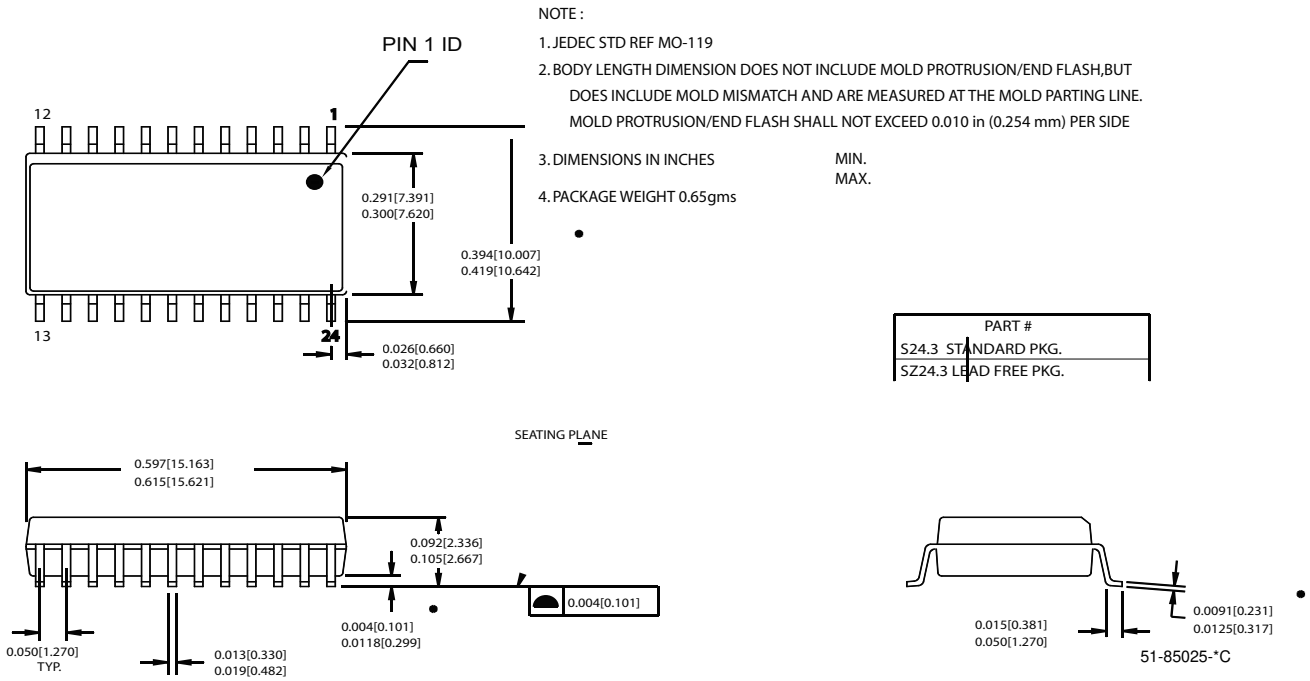 NOTE :
PIN 1 ID
1. JEDEC STD REF MO-119
2. BODY LENGTH DIMENSION DOES NOT INCLUDE MOLD PROTRUSION/END FLASH,BUT
DOES INCLUDE MOLD MISMATCH AND ARE MEASURED AT THE MOLD PARTING LINE.
MOLD PROTRUSION/END FLASH SHALL NOT EXCEED 0.010 in (0.254 mm) PER SIDE
3. DIMENSIONS IN INCHES
MIN.
MAX.
4. PACKAGE WEIGHT 0.65gms
12
1
0.291[7.391]
0.300[7.620]
0.394[10.007]
0.419[10.642]
13
24
0.026[0.660]
0.032[0.812]
PART #
S24.3 STANDARD PKG.
SZ24.3 LEAD FREE PKG.
SEATING PLANE
0.597[15.163]
0.615[15.621]
0.092[2.336]
0.105[2.667]
0.004[0.101]
0.004[0.101]
0.0118[0.299]
0.050[1.270]
TYP.
0.013[0.330]
0.019[0.482]
0.015[0.381]
0.050[1.270]
0.0091[0.231]
0.0125[0.317]
51-85025-*C